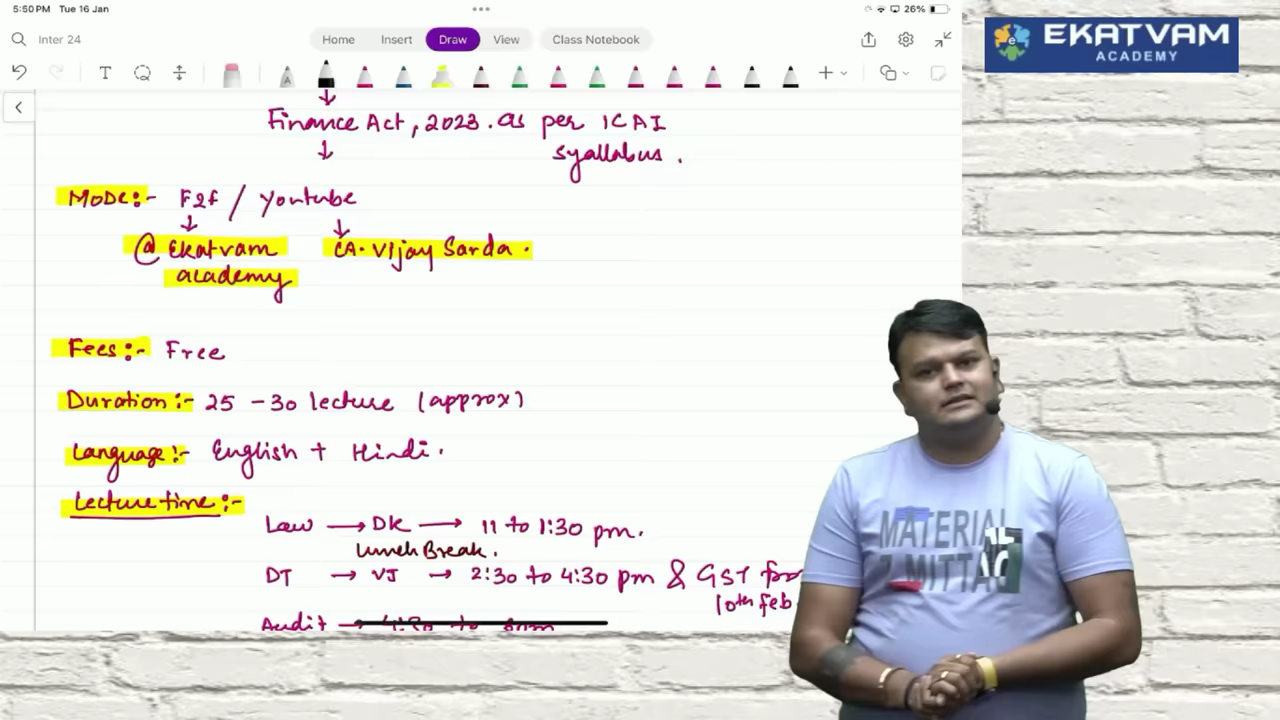 5:50 PM Tue 16 Jan
26%
Inter 24
Home Insert Draw View Class Notebook
EKATVAM
ACADEMY
Finance Act, 2023. as per ICAI
syallabus.
Mode:- F2f / Youtube
@ Ekatvam CA. Vijay Sarda.
academy
Fees:- Free
Duration:- 25 - 30 lecture (approx)
Language:- English + Hindi.
Lecture time:-
Law → DK → 11 to 1:30 pm.
Lunch Break.
DT → VJ → 2:30 to 4:30 pm & GST from
10th Feb
Audit →
MATERIAL
MITTAG